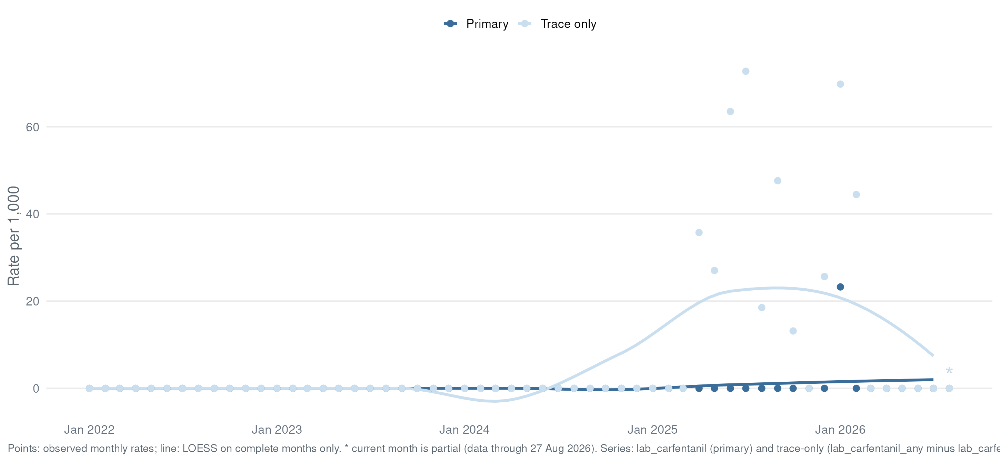 Primary Trace only
60
40
20
0
Rate per 1,000
Jan 2022 Jan 2023 Jan 2024 Jan 2025 Jan 2026
*
Points: observed monthly rates; line: LOESS on complete months only. * current month is partial (data through 27 Aug 2026). Series: lab_carfentanil (primary) and trace-only (lab_carfentanil_any minus lab_carfe